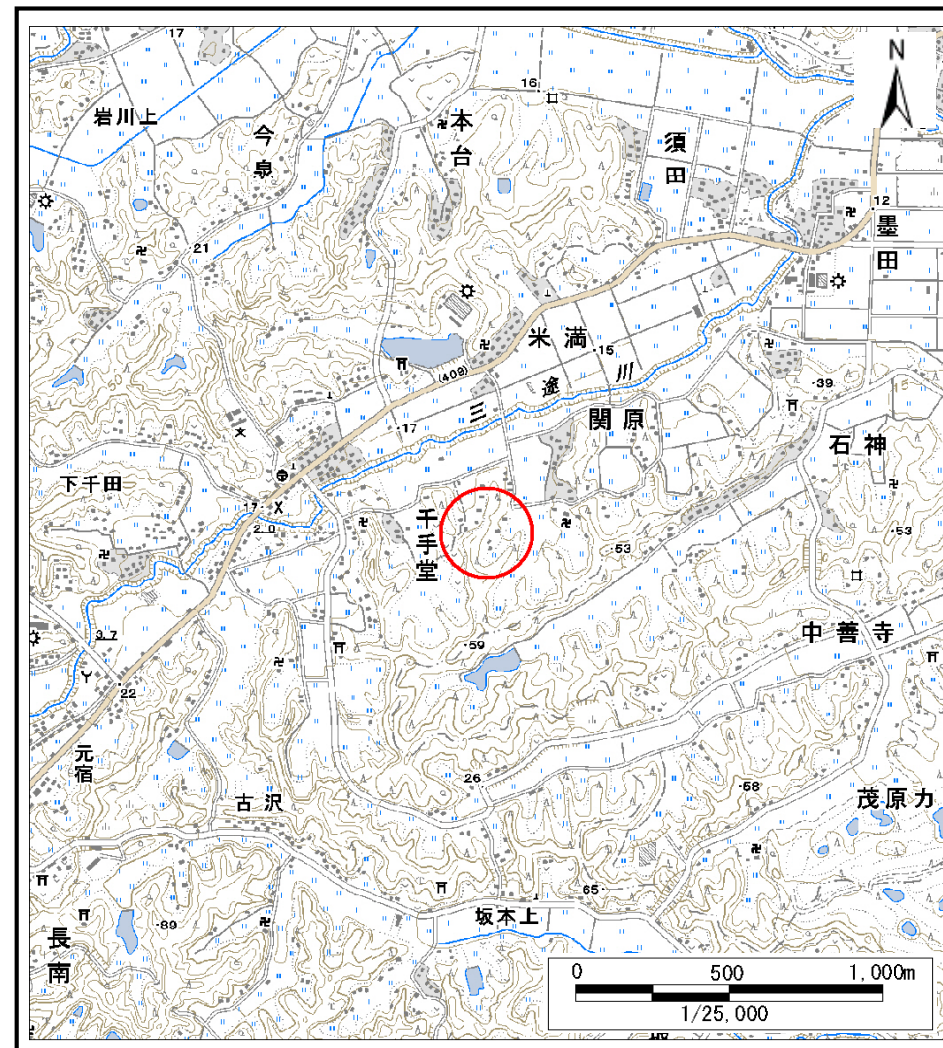 17
N
16
岩川上
今泉
本台
須田
12
墨田
21
米満
15
(409)
三途川
39
17
関原
石神
下千田
17
2.0
千手堂
53
53
中善寺
3.7
59
22
元宿
26
58
古沢
茂原カ
65
坂本上
89
長南
0 500 1,000m
1/25,000